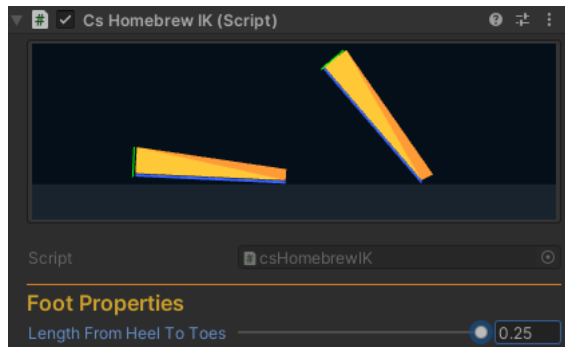 Cs Homebrew IK (Script)
Script csHomebrewIK
Foot Properties
Length From Heel To Toes 0.25